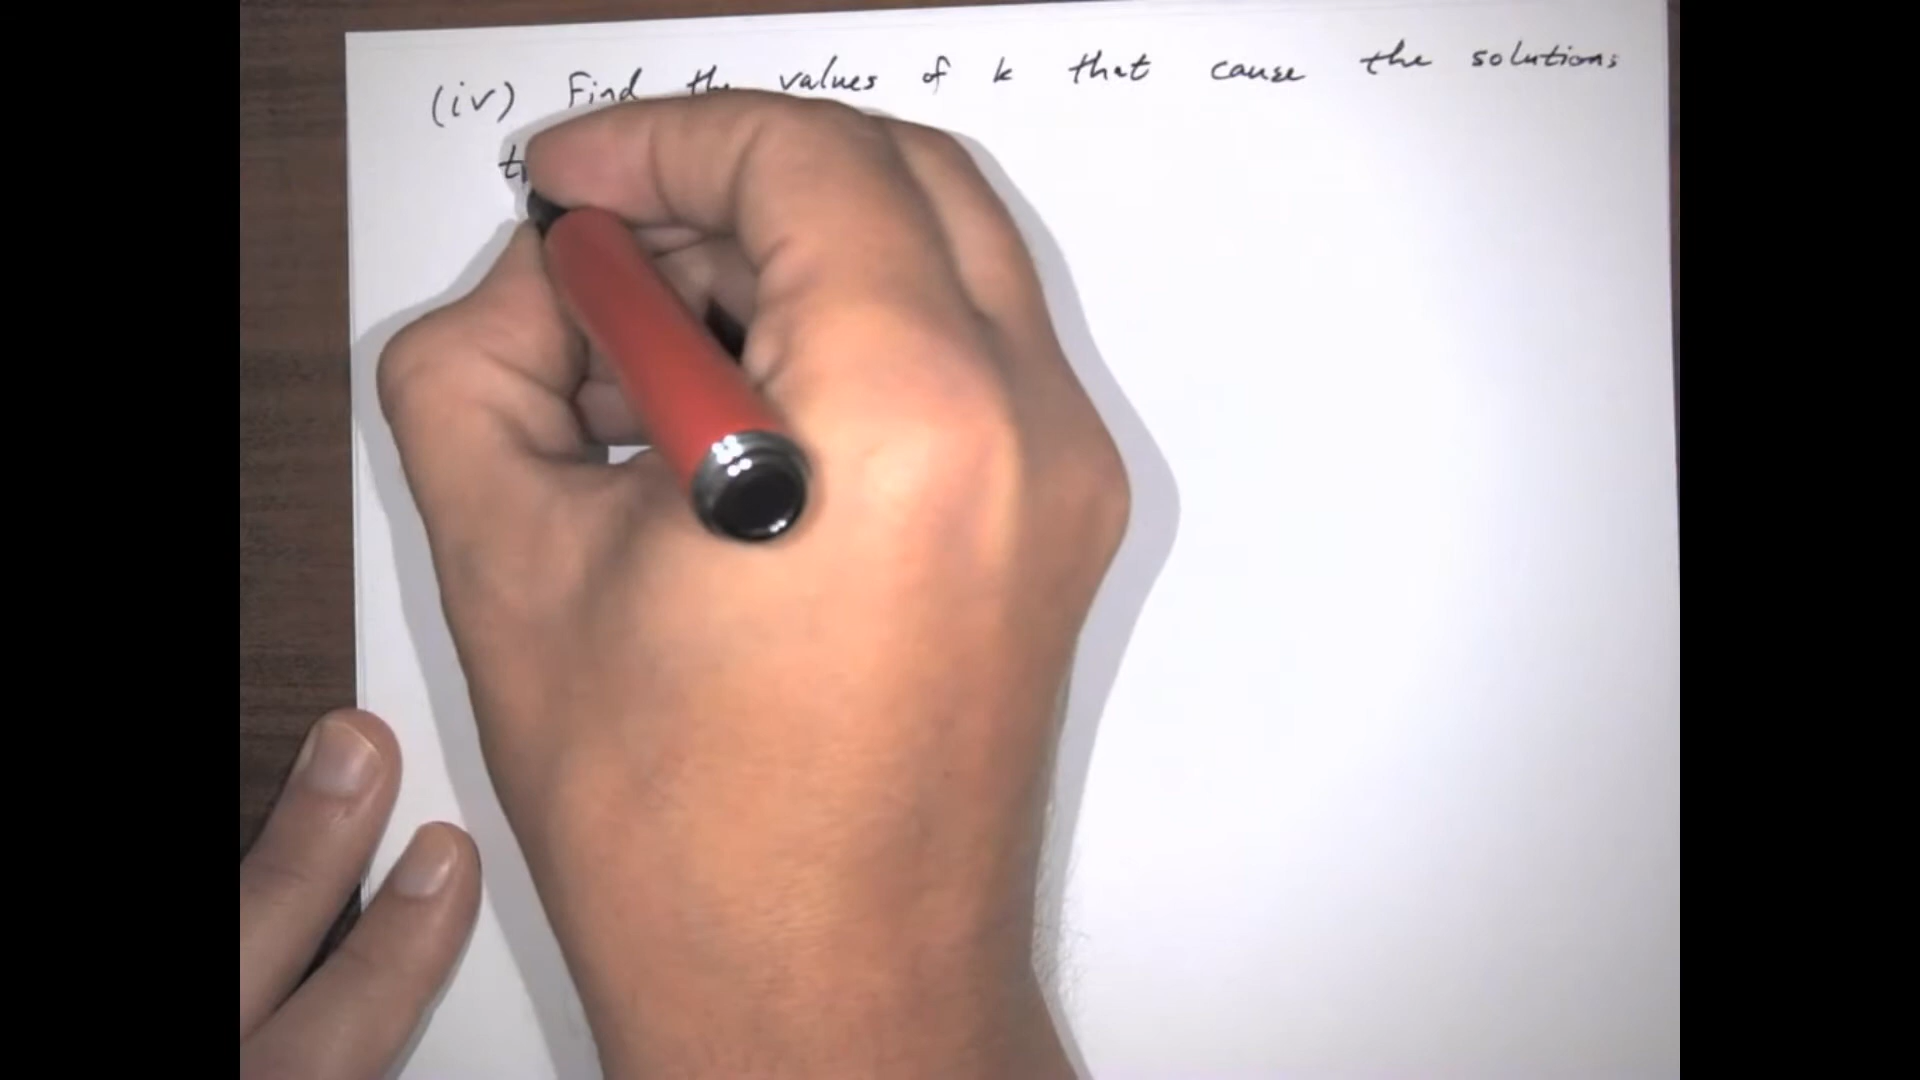 (iv) Find the values of k that cause the solutions